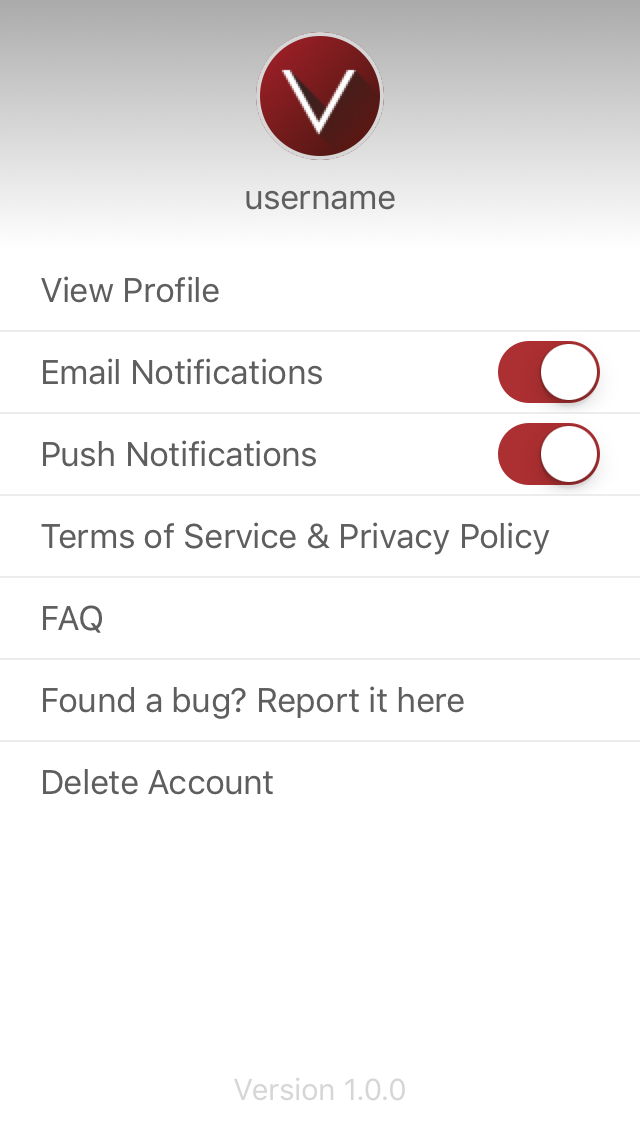 V
username
View Profile
Email Notifications
Push Notifications
Terms of Service & Privacy Policy
FAQ
Found a bug? Report it here
Delete Account
Version 1.0.0